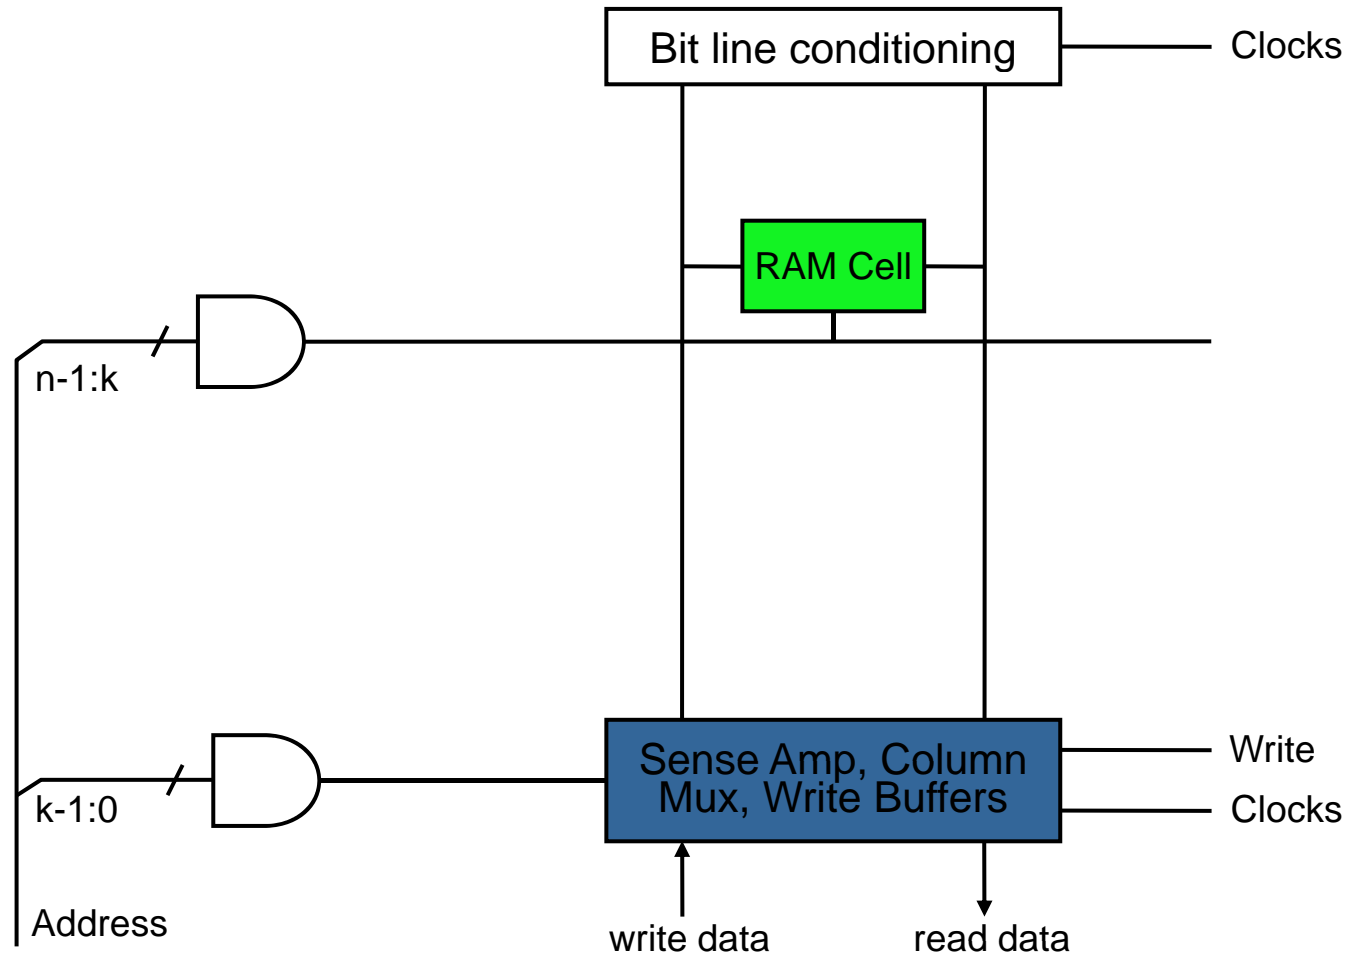 Bit line conditioning
Clocks
RAM Cell
n-1:k
Sense Amp, Column
Mux, Write Buffers
Write
Clocks
k-1:0
Address
write data
read data